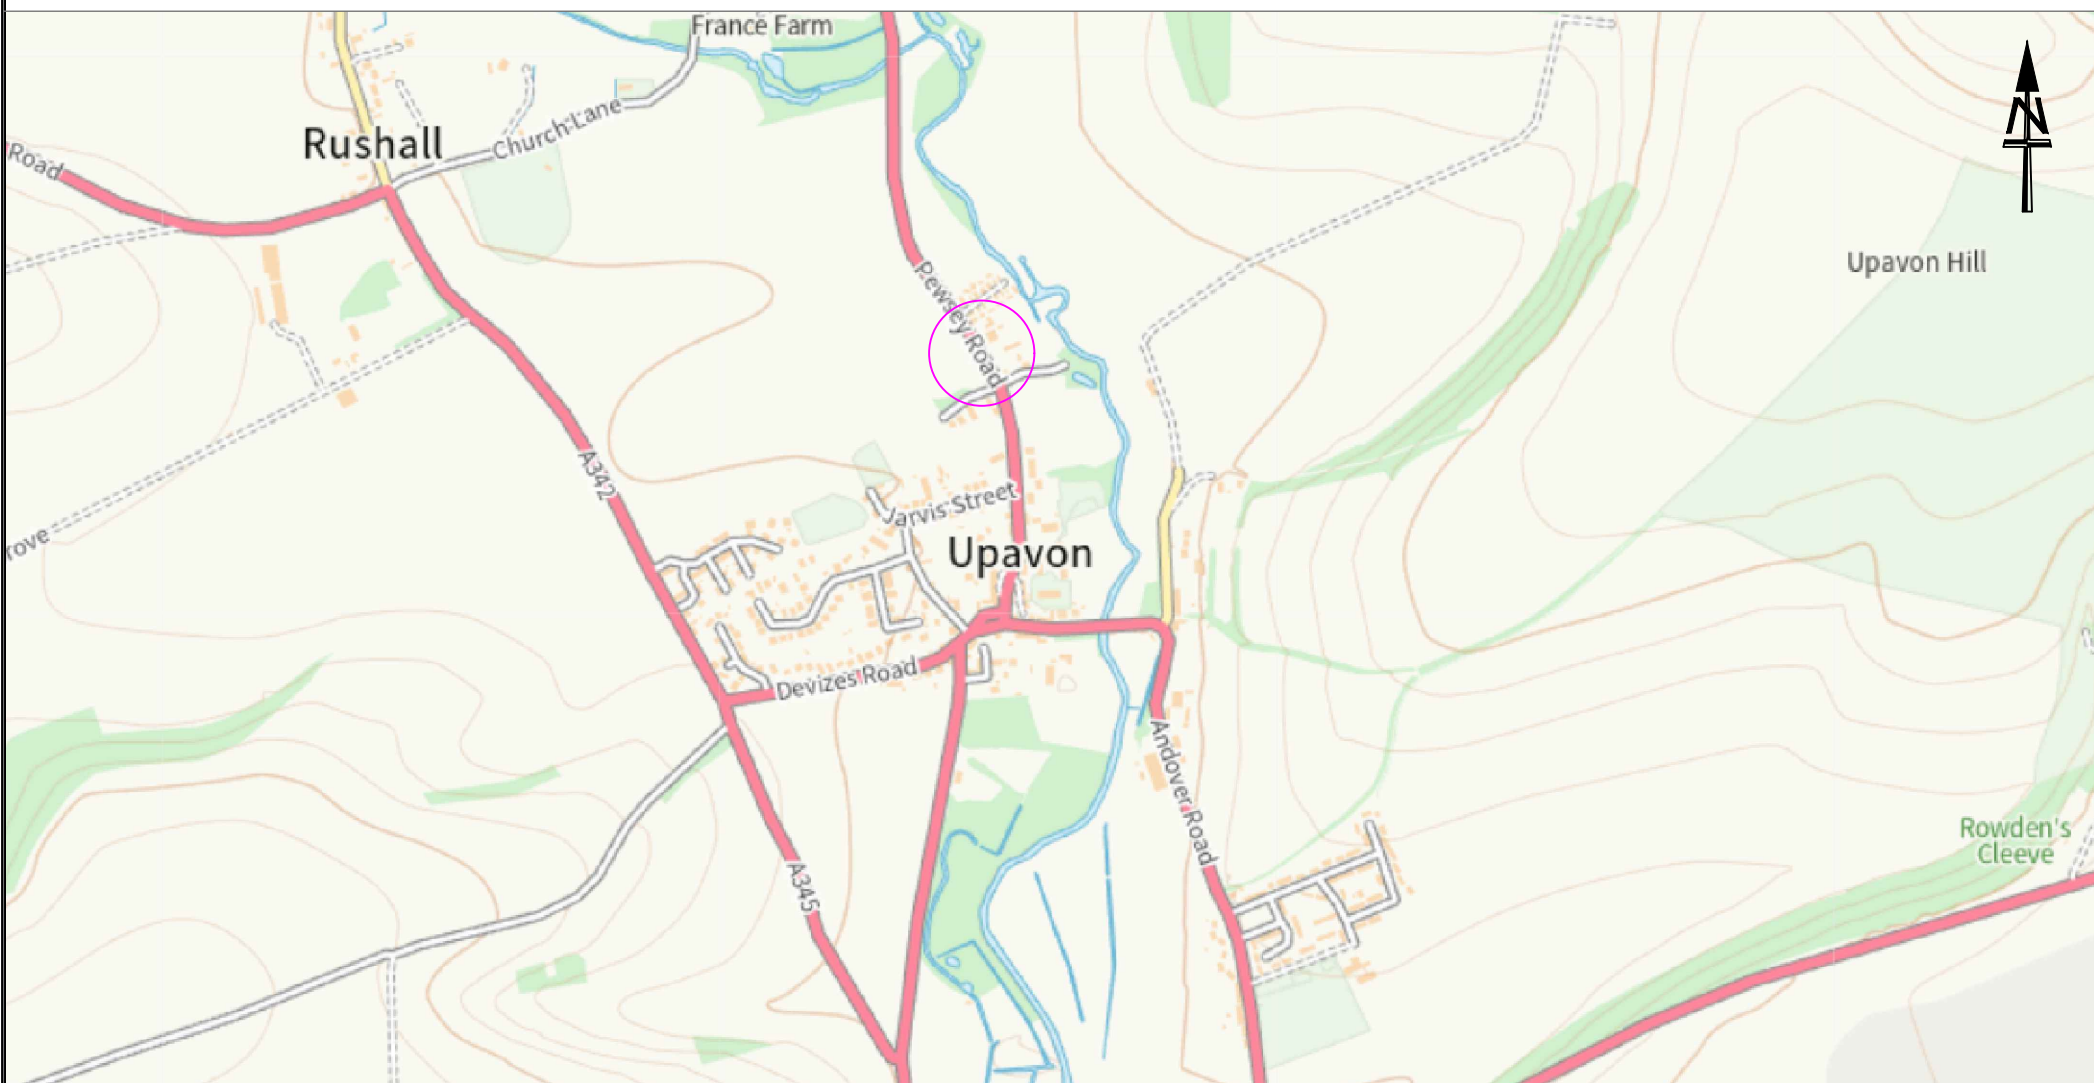 France Farm
Rushall
Church Lane
Road
N
Upavon Hill
Pewsey Road
A342
Jarvis Street
rove
Upavon
Devizes Road
Andover Road
Rowden's
Cleeve
A345